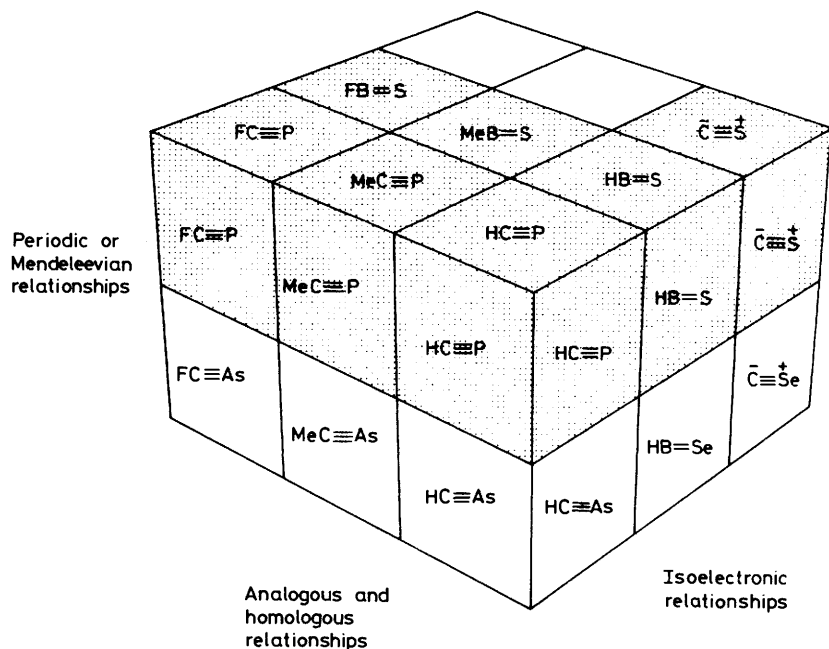 FB=S
FC≡P
MeB=S
C̄≡S⁺
MeC≡P
HB=S
HC≡P
Periodic or
Mendeleevian
relationships
FC≡P
MeC≡P
HC≡P
HC≡P
HB=S
C̄≡S⁺
FC≡As
MeC≡As
HC≡As
HC≡As
HB=Se
C̄≡Se⁺
Analogous and
homologous
relationships
Isoelectronic
relationships